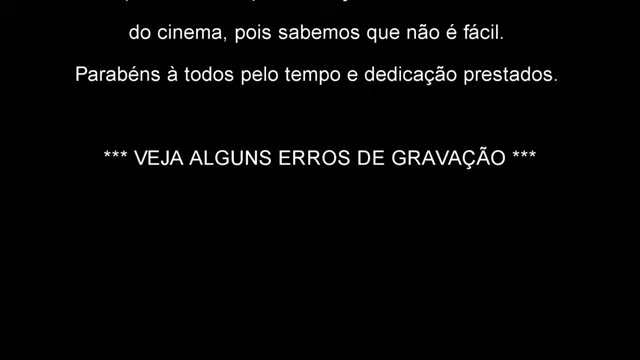 do cinema, pois sabemos que não é fácil.
Parabéns à todos pelo tempo e dedicação prestados.
*** VEJA ALGUNS ERROS DE GRAVAÇÃO ***